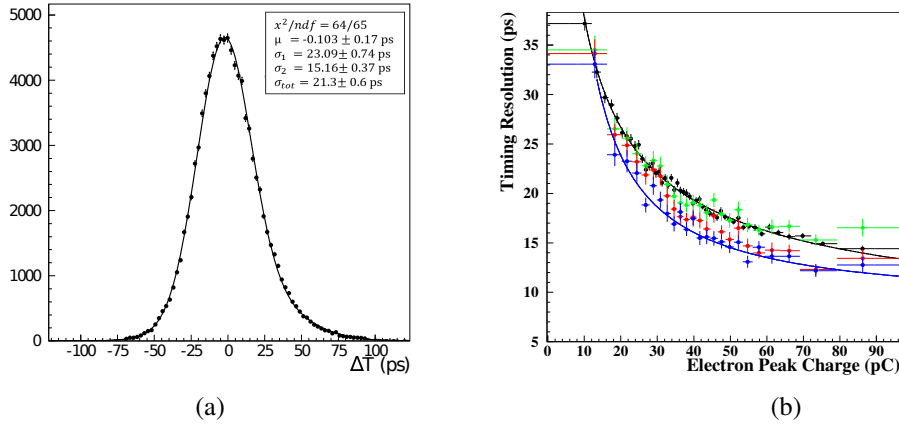 5000
4000
3000
2000
1000
0
-100 -75 -50 -25 0 25 50 75 100
ΔT (ps)
x²/ndf = 64/65
μ = -0.103 ± 0.17 ps
σ₁ = 23.09± 0.74 ps
σ₂ = 15.16± 0.37 ps
σₜₒₜ = 21.3± 0.6 ps
(a)
Timing Resolution (ps)
35
30
25
20
15
10
5
0 10 20 30 40 50 60 70 80 90
Electron Peak Charge (pC)
(b)